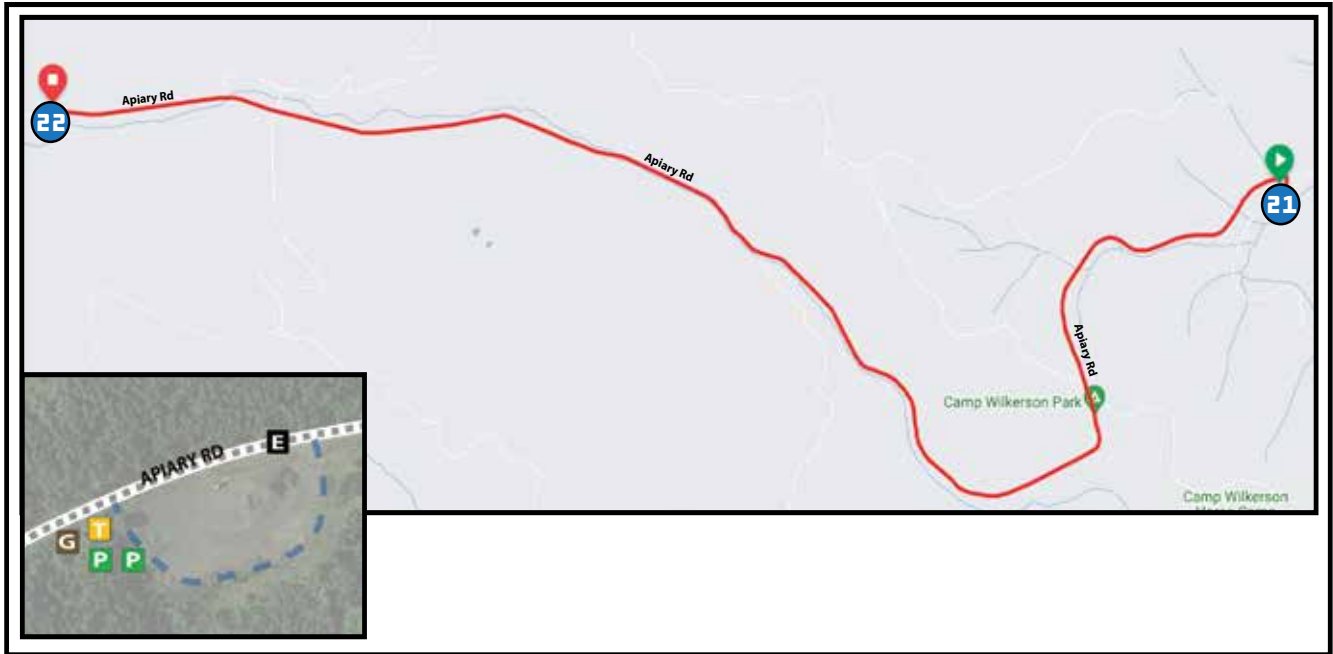 22
Apiary Rd
Apiary Rd
21
Apiary Rd
Camp Wilkerson Park
Camp Wilkerson
APIARY RD
E
G
T
P P